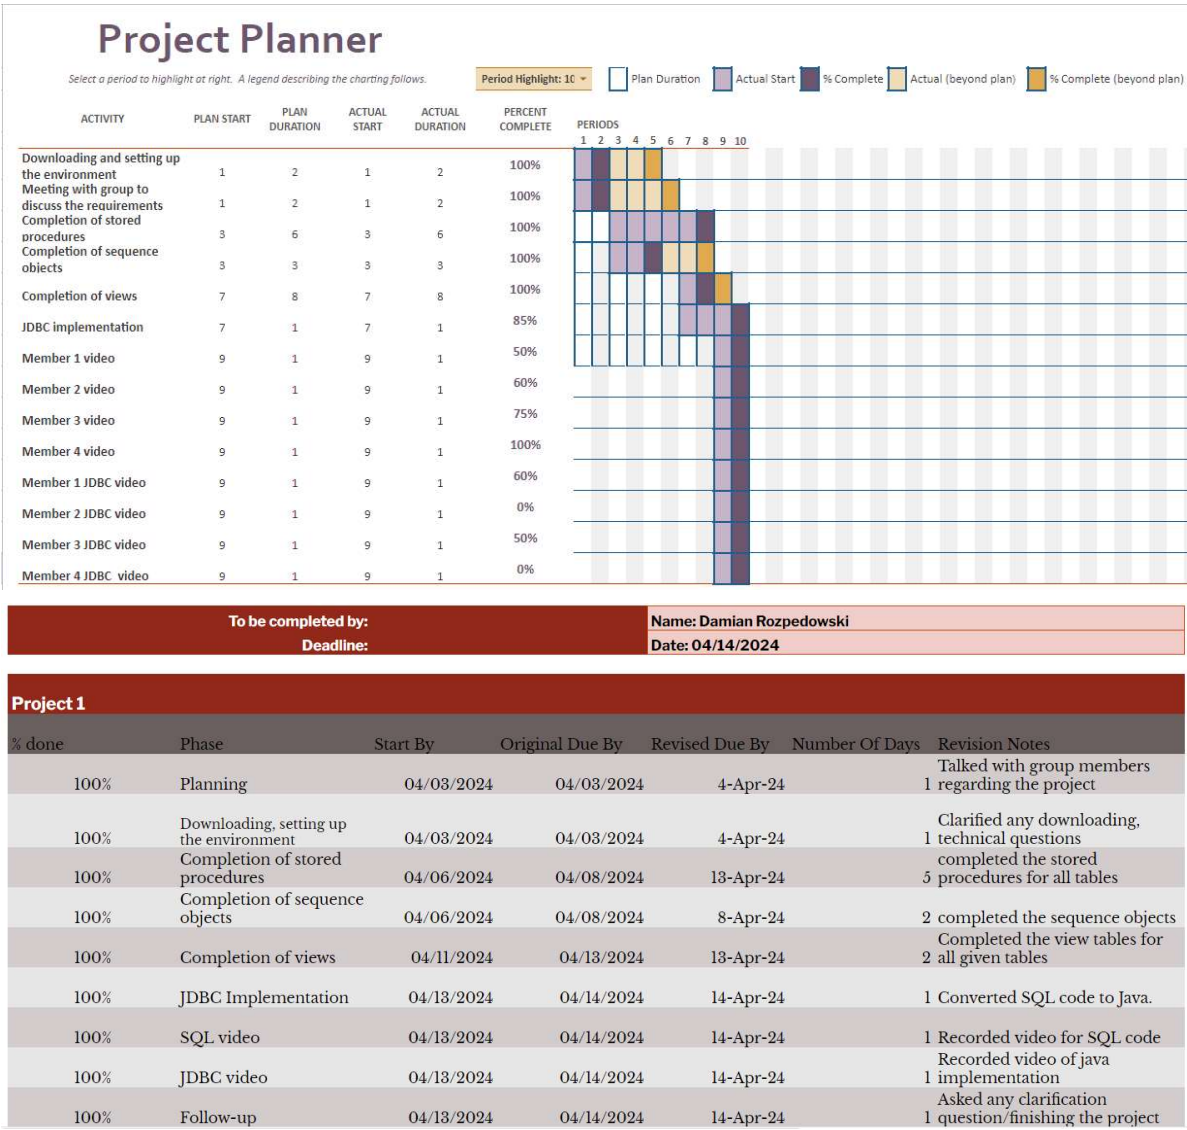 Project Planner
Select a period to highlight at right.  A legend describing the charting follows.
Period Highlight: 10
Plan Duration
Actual Start
% Complete
Actual (beyond plan)
% Complete (beyond plan)
ACTIVITY PLAN START PLAN DURATION ACTUAL START ACTUAL DURATION PERCENT COMPLETE PERIODS
1 2 3 4 5 6 7 8 9 10
Downloading and setting up
the environment 1 2 1 2 100%
Meeting with group to
discuss the requirements 1 2 1 2 100%
Completion of stored
procedures 3 6 3 6 100%
Completion of sequence
objects 3 3 3 3 100%
Completion of views 7 8 7 8 100%
JDBC implementation 7 1 7 1 85%
Member 1 video 9 1 9 1 50%
Member 2 video 9 1 9 1 60%
Member 3 video 9 1 9 1 75%
Member 4 video 9 1 9 1 100%
Member 1 JDBC video 9 1 9 1 60%
Member 2 JDBC video 9 1 9 1 0%
Member 3 JDBC video 9 1 9 1 50%
Member 4 JDBC  video 9 1 9 1 0%
To be completed by: Name: Damian Rozpedowski
Deadline: Date: 04/14/2024
Project 1
% done Phase Start By Original Due By Revised Due By Number Of Days Revision Notes
100% Planning 04/03/2024 04/03/2024 4-Apr-24 1 Talked with group members
regarding the project
100% Downloading, setting up
the environment 04/03/2024 04/03/2024 4-Apr-24 1 Clarified any downloading,
technical questions
100% Completion of stored
procedures 04/06/2024 04/08/2024 13-Apr-24 5 completed the stored
procedures for all tables
100% Completion of sequence
objects 04/06/2024 04/08/2024 8-Apr-24 2 completed the sequence objects
100% Completion of views 04/11/2024 04/13/2024 13-Apr-24 2 Completed the view tables for
all given tables
100% JDBC Implementation 04/13/2024 04/14/2024 14-Apr-24 1 Converted SQL code to Java.
100% SQL video 04/13/2024 04/14/2024 14-Apr-24 1 Recorded video for SQL code
100% JDBC video 04/13/2024 04/14/2024 14-Apr-24 1 Recorded video of java
implementation
100% Follow-up 04/13/2024 04/14/2024 14-Apr-24 1 Asked any clarification
question/finishing the project